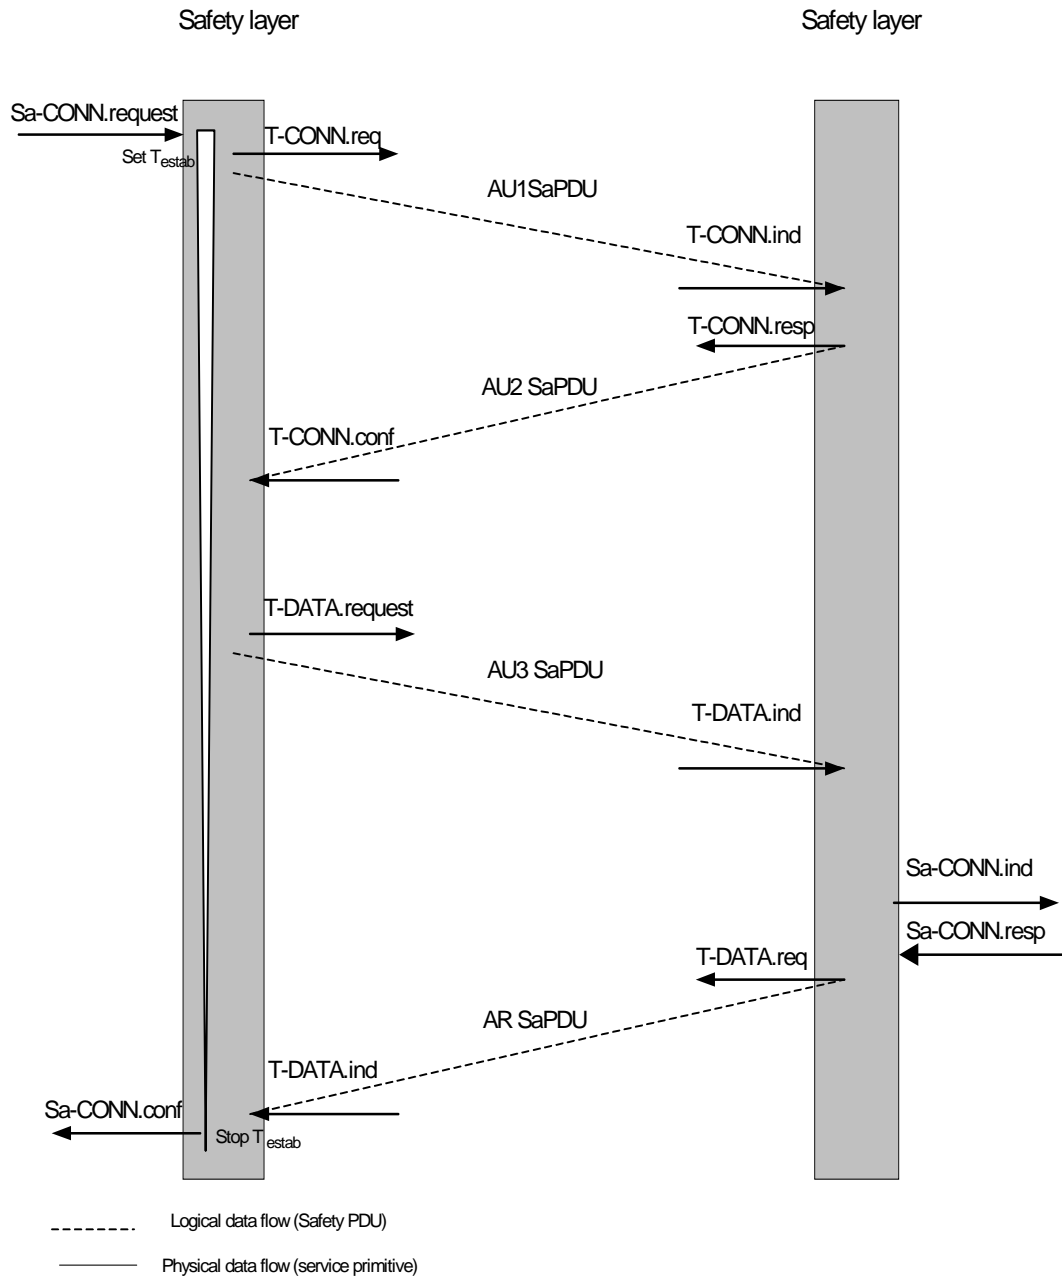 Safety layer
Safety layer
Sa-CONN.request
T-CONN.req
Set Testab
AU1SaPDU
T-CONN.ind
T-CONN.resp
AU2 SaPDU
T-CONN.conf
T-DATA.request
AU3 SaPDU
T-DATA.ind
Sa-CONN.ind
Sa-CONN.resp
T-DATA.req
AR SaPDU
T-DATA.ind
Sa-CONN.conf
Stop T estab
Logical data flow (Safety PDU)
Physical data flow (service primitive)